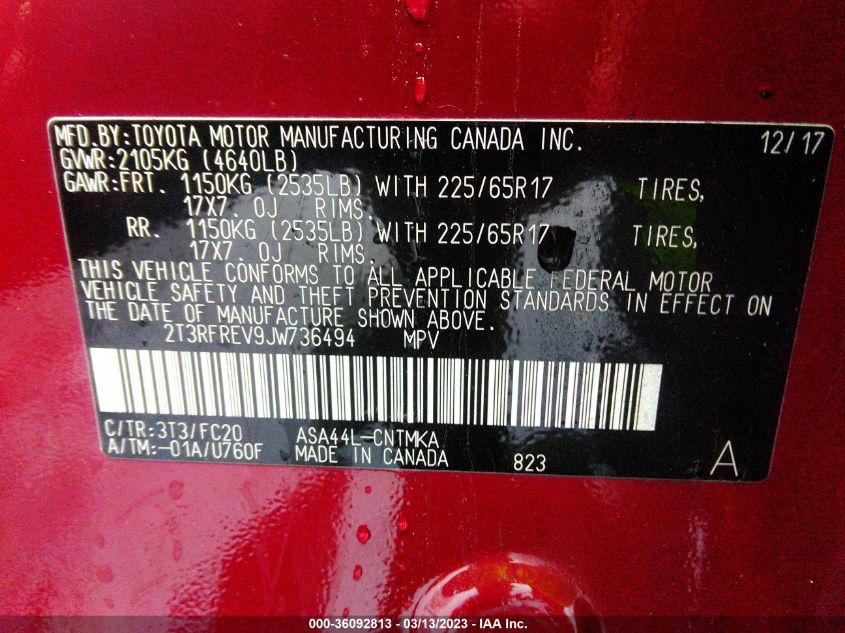 MFD. BY: TOYOTA MOTOR MANUFACTURING CANADA INC. 12/17
GVWR: 2105KG (4640LB)
GAWR: FRT. 1150KG (2535LB) WITH 225/65R17 TIRES,
17X7. 0J RIMS.
RR. 1150KG (2535LB) WITH 225/65R17 TIRES,
17X7. 0J RIMS.
THIS VEHICLE CONFORMS TO ALL APPLICABLE FEDERAL MOTOR
VEHICLE SAFETY AND THEFT PREVENTION STANDARDS IN EFFECT ON
THE DATE OF MANUFACTURE SHOWN ABOVE.
2T3RFREV9JW736494 MPV
C/TR: 3T3/FC20 ASA44L-CNTMKA
A/TM: -01A/U760F MADE IN CANADA 823 A
000-36092813 - 03/13/2023 - IAA Inc.